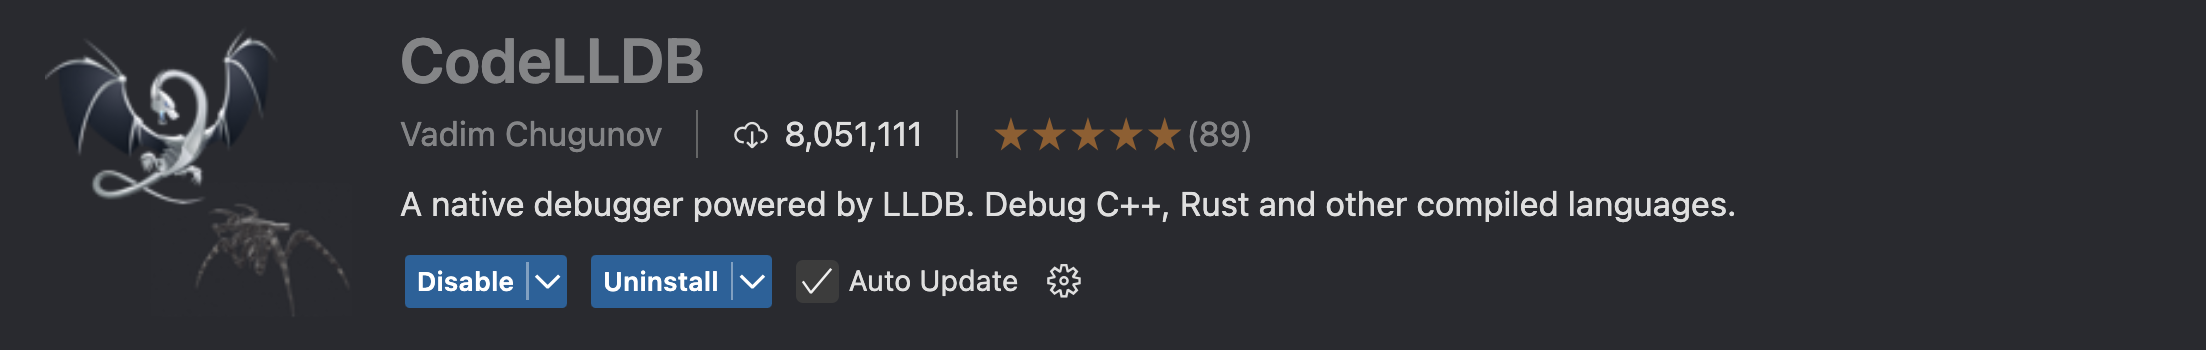 CodeLLDB
Vadim Chugunov 8,051,111 (89)
A native debugger powered by LLDB. Debug C++, Rust and other compiled languages.
Disable Uninstall Auto Update